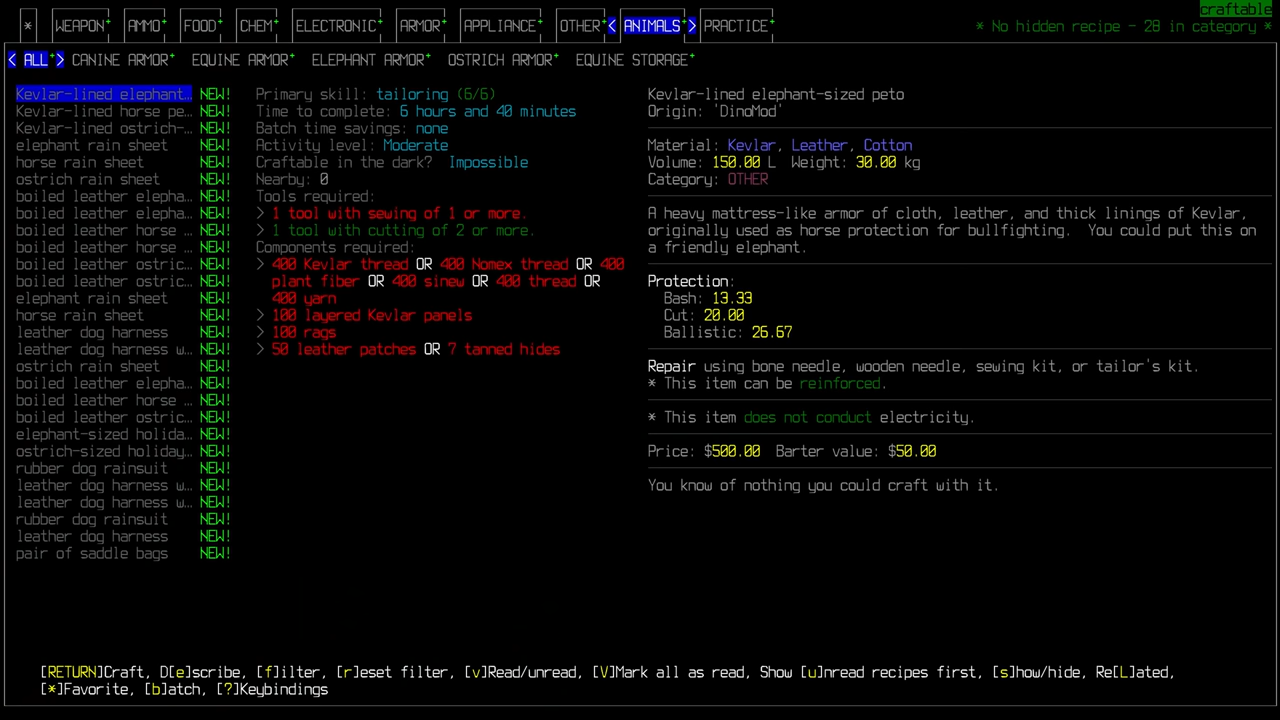 craftable
* WEAPON+ AMMO+ FOOD+ CHEM+ ELECTRONIC+ ARMOR+ APPLIANCE+ OTHER+ < ANIMALS+ > PRACTICE+ * No hidden recipe - 28 in category *
< ALL+ > CANINE ARMOR+ EQUINE ARMOR+ ELEPHANT ARMOR+ OSTRICH ARMOR+ EQUINE STORAGE+
Kevlar-lined elephant… NEW!
Kevlar-lined horse pe… NEW!
Kevlar-lined ostrich-… NEW!
elephant rain sheet NEW!
horse rain sheet NEW!
ostrich rain sheet NEW!
boiled leather elepha… NEW!
boiled leather elepha… NEW!
boiled leather horse … NEW!
boiled leather horse … NEW!
boiled leather ostric… NEW!
boiled leather ostric… NEW!
elephant rain sheet NEW!
horse rain sheet NEW!
leather dog harness NEW!
leather dog harness w… NEW!
ostrich rain sheet NEW!
boiled leather elepha… NEW!
boiled leather horse … NEW!
boiled leather ostric… NEW!
elephant-sized holida… NEW!
ostrich-sized holiday… NEW!
rubber dog rainsuit NEW!
leather dog harness w… NEW!
leather dog harness w… NEW!
rubber dog rainsuit NEW!
leather dog harness NEW!
pair of saddle bags NEW!
Primary skill: tailoring (6/6)
Time to complete: 6 hours and 40 minutes
Batch time savings: none
Activity level: Moderate
Craftable in the dark? Impossible
Nearby: 0
Tools required:
> 1 tool with sewing of 1 or more.
> 1 tool with cutting of 2 or more.
Components required:
> 400 Kevlar thread OR 400 Nomex thread OR 400
plant fiber OR 400 sinew OR 400 thread OR
400 yarn
> 100 layered Kevlar panels
> 100 rags
> 50 leather patches OR 7 tanned hides
Kevlar-lined elephant-sized peto
Origin: 'DinoMod'
Material: Kevlar, Leather, Cotton
Volume: 150.00 L Weight: 30.00 kg
Category: OTHER
A heavy mattress-like armor of cloth, leather, and thick linings of Kevlar,
originally used as horse protection for bullfighting. You could put this on
a friendly elephant.
Protection:
Bash: 13.33
Cut: 20.00
Ballistic: 26.67
Repair using bone needle, wooden needle, sewing kit, or tailor's kit.
* This item can be reinforced.
* This item does not conduct electricity.
Price: $500.00 Barter value: $50.00
You know of nothing you could craft with it.
[RETURN]Craft, D[e]scribe, [f]ilter, [r]eset filter, [v]Read/unread, [V]Mark all as read, Show [u]nread recipes first, [s]how/hide, Re[L]ated,
[*]Favorite, [b]atch, [?]Keybindings